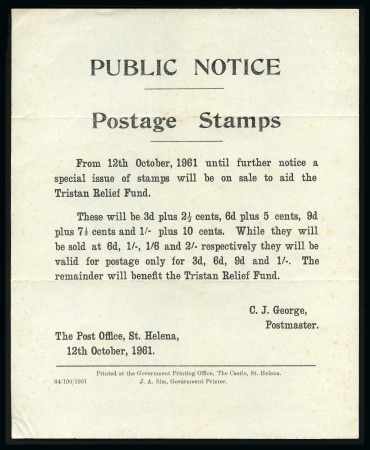 PUBLIC NOTICE
Postage Stamps
From 12th October, 1961 until further notice a
special issue of stamps will be on sale to aid the
Tristan Relief Fund.
These will be 3d plus 2½ cents, 6d plus 5 cents, 9d
plus 7½ cents and 1/- plus 10 cents. While they will
be sold at 6d, 1/-, 1/6 and 2/- respectively they will be
valid for postage only for 3d, 6d, 9d and 1/-. The
remainder will benefit the Tristan Relief Fund.
C. J. George,
Postmaster.
The Post Office, St. Helena,
12th October, 1961.
Printed at the Government Printing Office, The Castle, St. Helena.
64/100/1961 J. A. Sim, Government Printer.